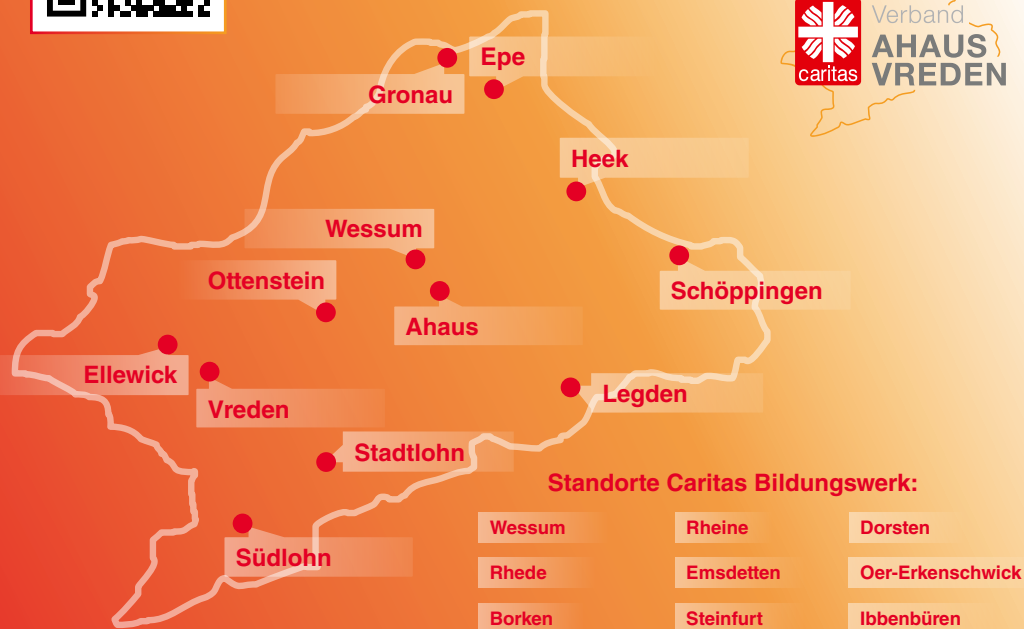 Verband
AHAUS
VREDEN
caritas
Epe
Gronau
Heek
Wessum
Ottenstein
Schöppingen
Ahaus
Ellewick
Legden
Vreden
Stadtlohn
Südlohn
Standorte Caritas Bildungswerk:
Wessum Rheine Dorsten
Rhede Emsdetten Oer-Erkenschwick
Borken Steinfurt Ibbenbüren